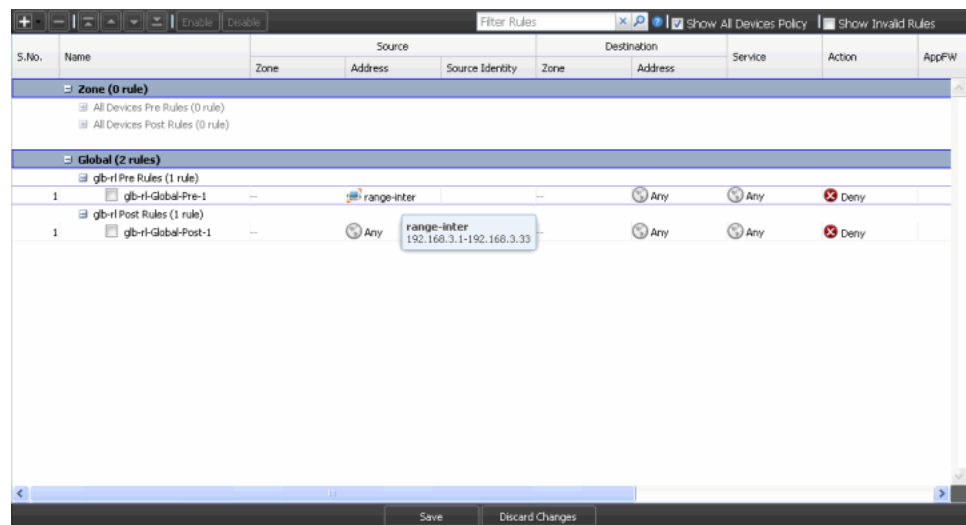 Enable Disable Filter Rules Show All Devices Policy Show Invalid Rules
S.No. Name Source Destination Service Action AppFW
Zone Address Source Identity Zone Address
Zone (0 rule)
All Devices Pre Rules (0 rule)
All Devices Post Rules (0 rule)
Global (2 rules)
glb-rl Pre Rules (1 rule)
1 glb-rl-Global-Pre-1 -- range-inter -- Any Any Deny
glb-rl Post Rules (1 rule)
1 glb-rl-Global-Post-1 -- Any -- Any Any Deny
range-inter
192.168.3.1-192.168.3.33
Save Discard Changes